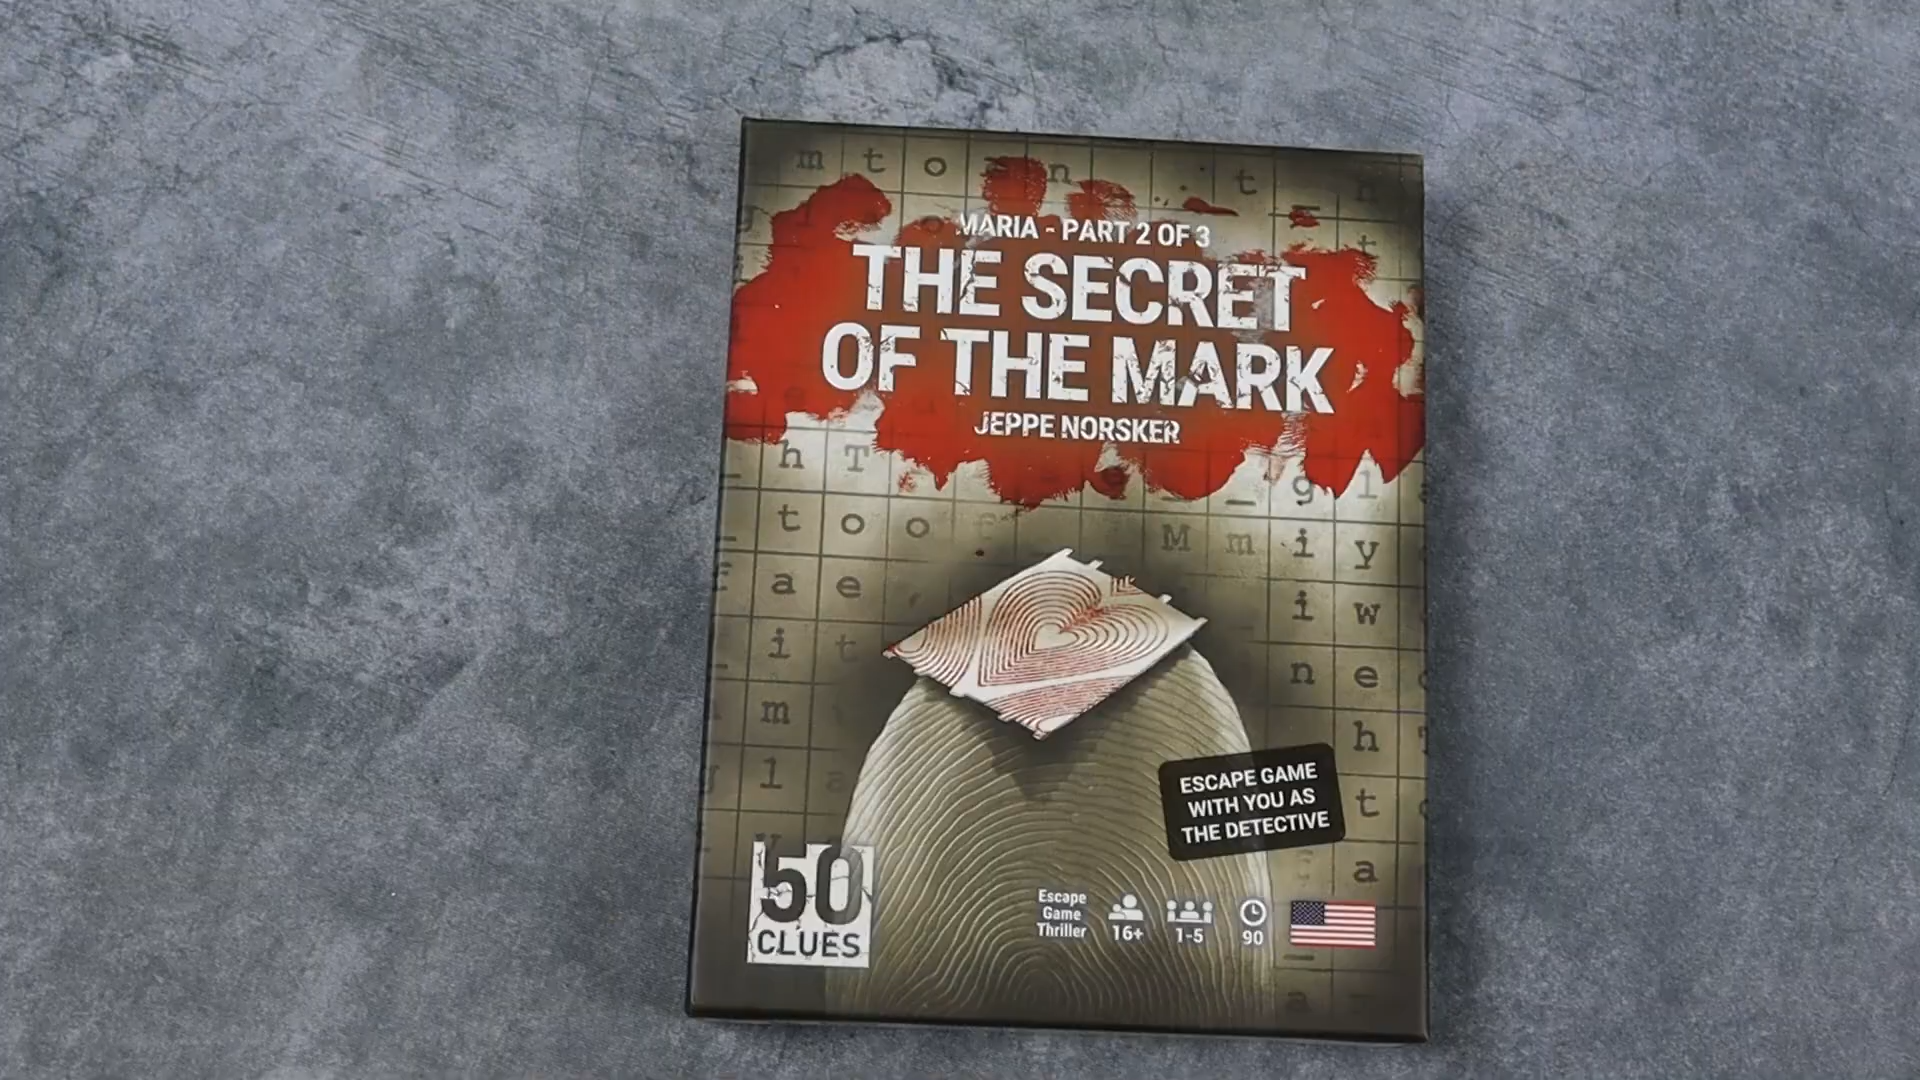 m t o n t n
MARIA - PART 2 OF 3
THE SECRET
OF THE MARK
JEPPE NORSKER
h T g l
t o o M m i y
a e i w
i t n e
m h
l a t
a
ESCAPE GAME
WITH YOU AS
THE DETECTIVE
50
CLUES
Escape
Game
Thriller
16+
1-5
90